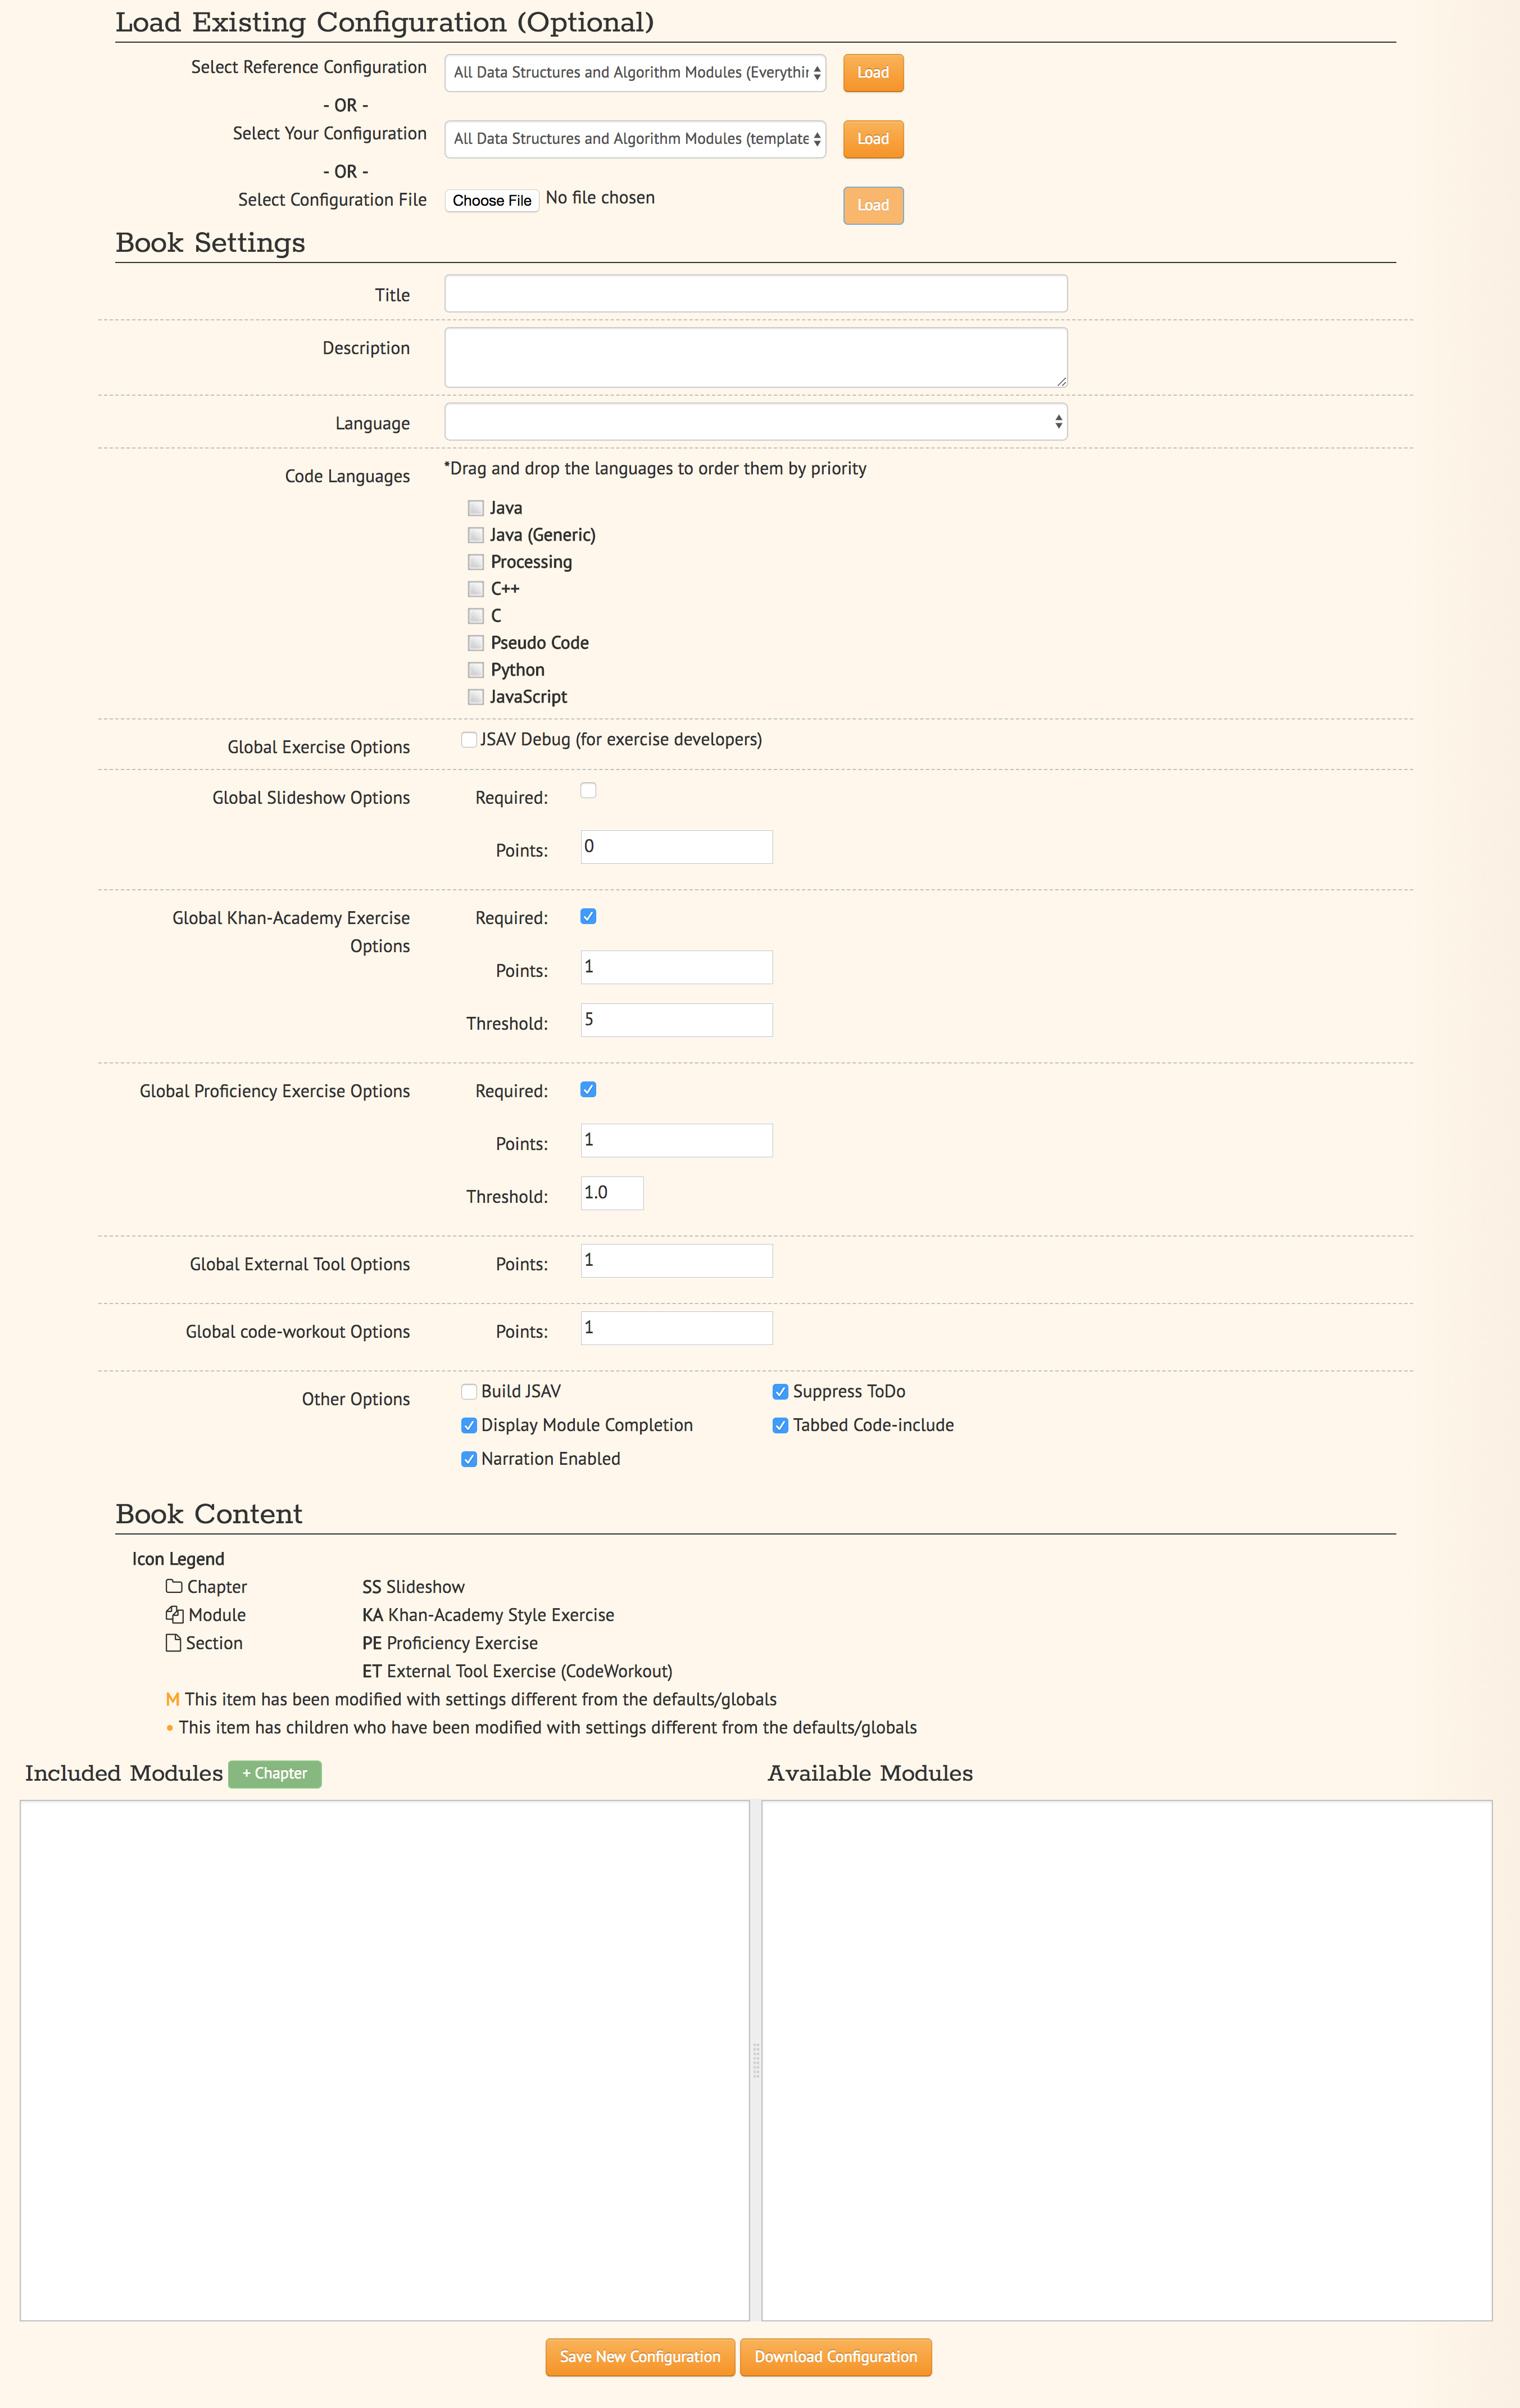 Load Existing Configuration (Optional)
Select Reference Configuration All Data Structures and Algorithm Modules (Everythin Load
- OR -
Select Your Configuration All Data Structures and Algorithm Modules (template Load
- OR -
Select Configuration File Choose File No file chosen Load
Book Settings
Title
Description
Language
Code Languages *Drag and drop the languages to order them by priority
Java
Java (Generic)
Processing
C++
C
Pseudo Code
Python
JavaScript
Global Exercise Options JSAV Debug (for exercise developers)
Global Slideshow Options Required:
Points: 0
Global Khan-Academy Exercise Required:
Options
Points: 1
Threshold: 5
Global Proficiency Exercise Options Required:
Points: 1
Threshold: 1.0
Global External Tool Options Points: 1
Global code-workout Options Points: 1
Other Options Build JSAV Suppress ToDo
Display Module Completion Tabbed Code-include
Narration Enabled
Book Content
Icon Legend
Chapter SS Slideshow
Module KA Khan-Academy Style Exercise
Section PE Proficiency Exercise
ET External Tool Exercise (CodeWorkout)
M This item has been modified with settings different from the defaults/globals
• This item has children who have been modified with settings different from the defaults/globals
Included Modules + Chapter Available Modules
Save New Configuration Download Configuration